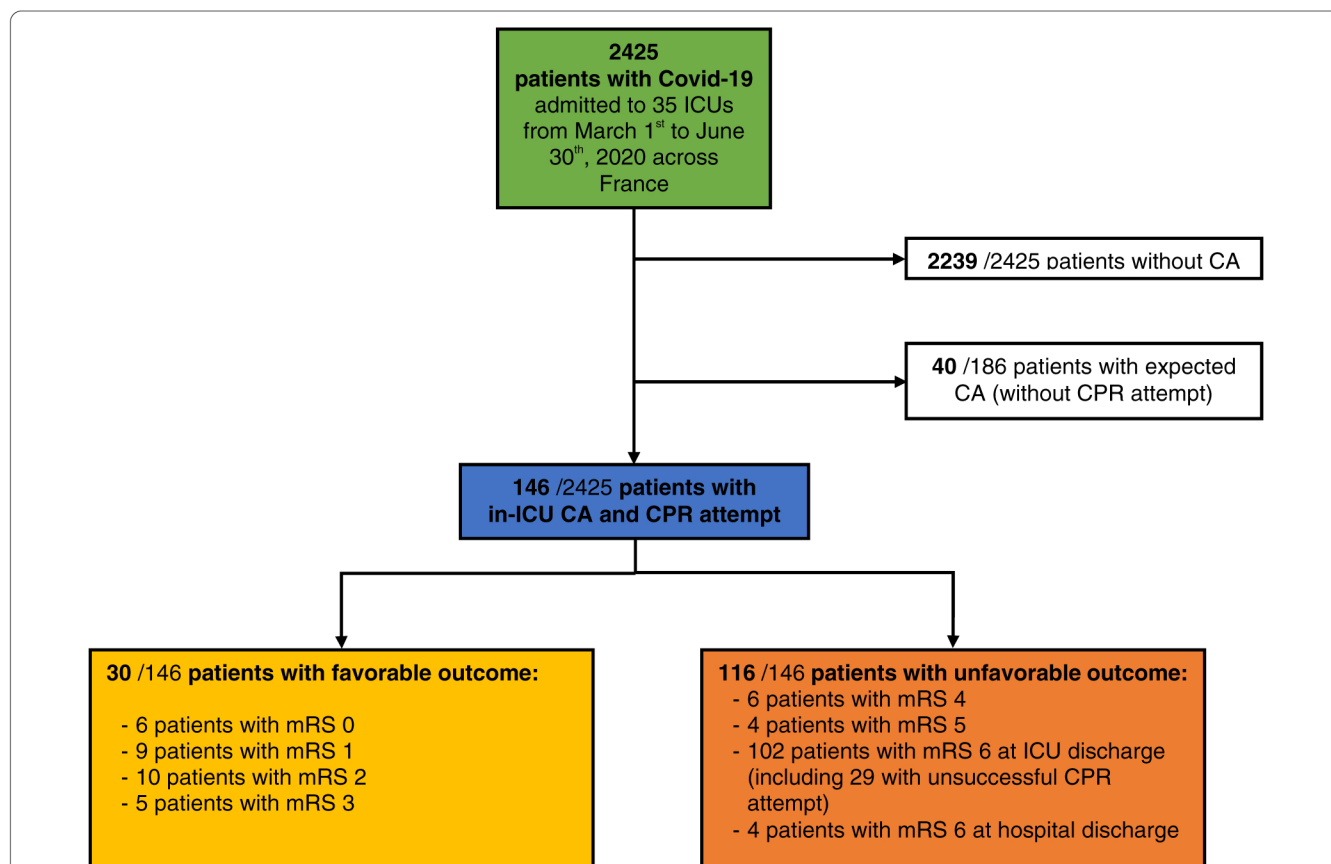 2425
patients with Covid-19
admitted to 35 ICUs
from March 1st to June
30th, 2020 across
France
2239 /2425 patients without CA
40 /186 patients with expected
CA (without CPR attempt)
146 /2425 patients with
in-ICU CA and CPR attempt
30 /146 patients with favorable outcome:
- 6 patients with mRS 0
- 9 patients with mRS 1
- 10 patients with mRS 2
- 5 patients with mRS 3
116 /146 patients with unfavorable outcome:
- 6 patients with mRS 4
- 4 patients with mRS 5
- 102 patients with mRS 6 at ICU discharge
(including 29 with unsuccessful CPR
attempt)
- 4 patients with mRS 6 at hospital discharge